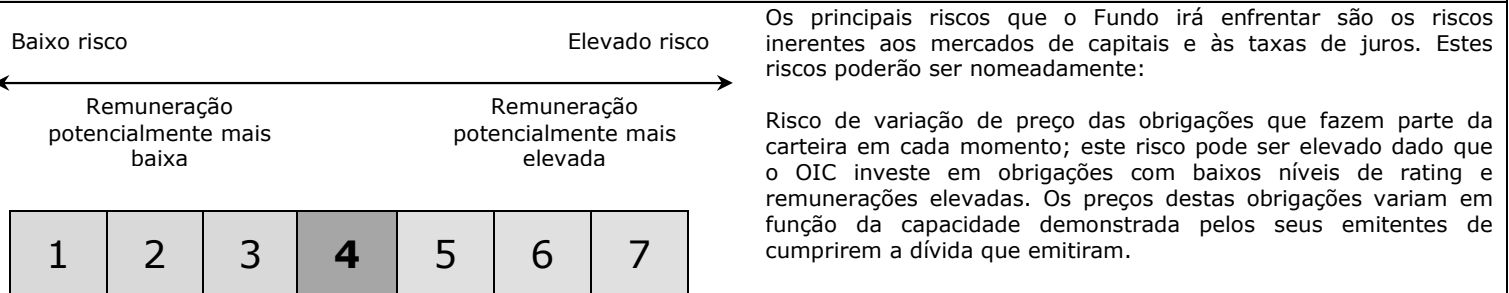 Baixo risco
Elevado risco
Remuneração
potencialmente mais
baixa
Remuneração
potencialmente mais
elevada
1 2 3 4 5 6 7
Os principais riscos que o Fundo irá enfrentar são os riscos
inerentes aos mercados de capitais e às taxas de juros. Estes
riscos poderão ser nomeadamente:
Risco de variação de preço das obrigações que fazem parte da
carteira em cada momento; este risco pode ser elevado dado que
o OIC investe em obrigações com baixos níveis de rating e
remunerações elevadas. Os preços destas obrigações variam em
função da capacidade demonstrada pelos seus emitentes de
cumprirem a dívida que emitiram.